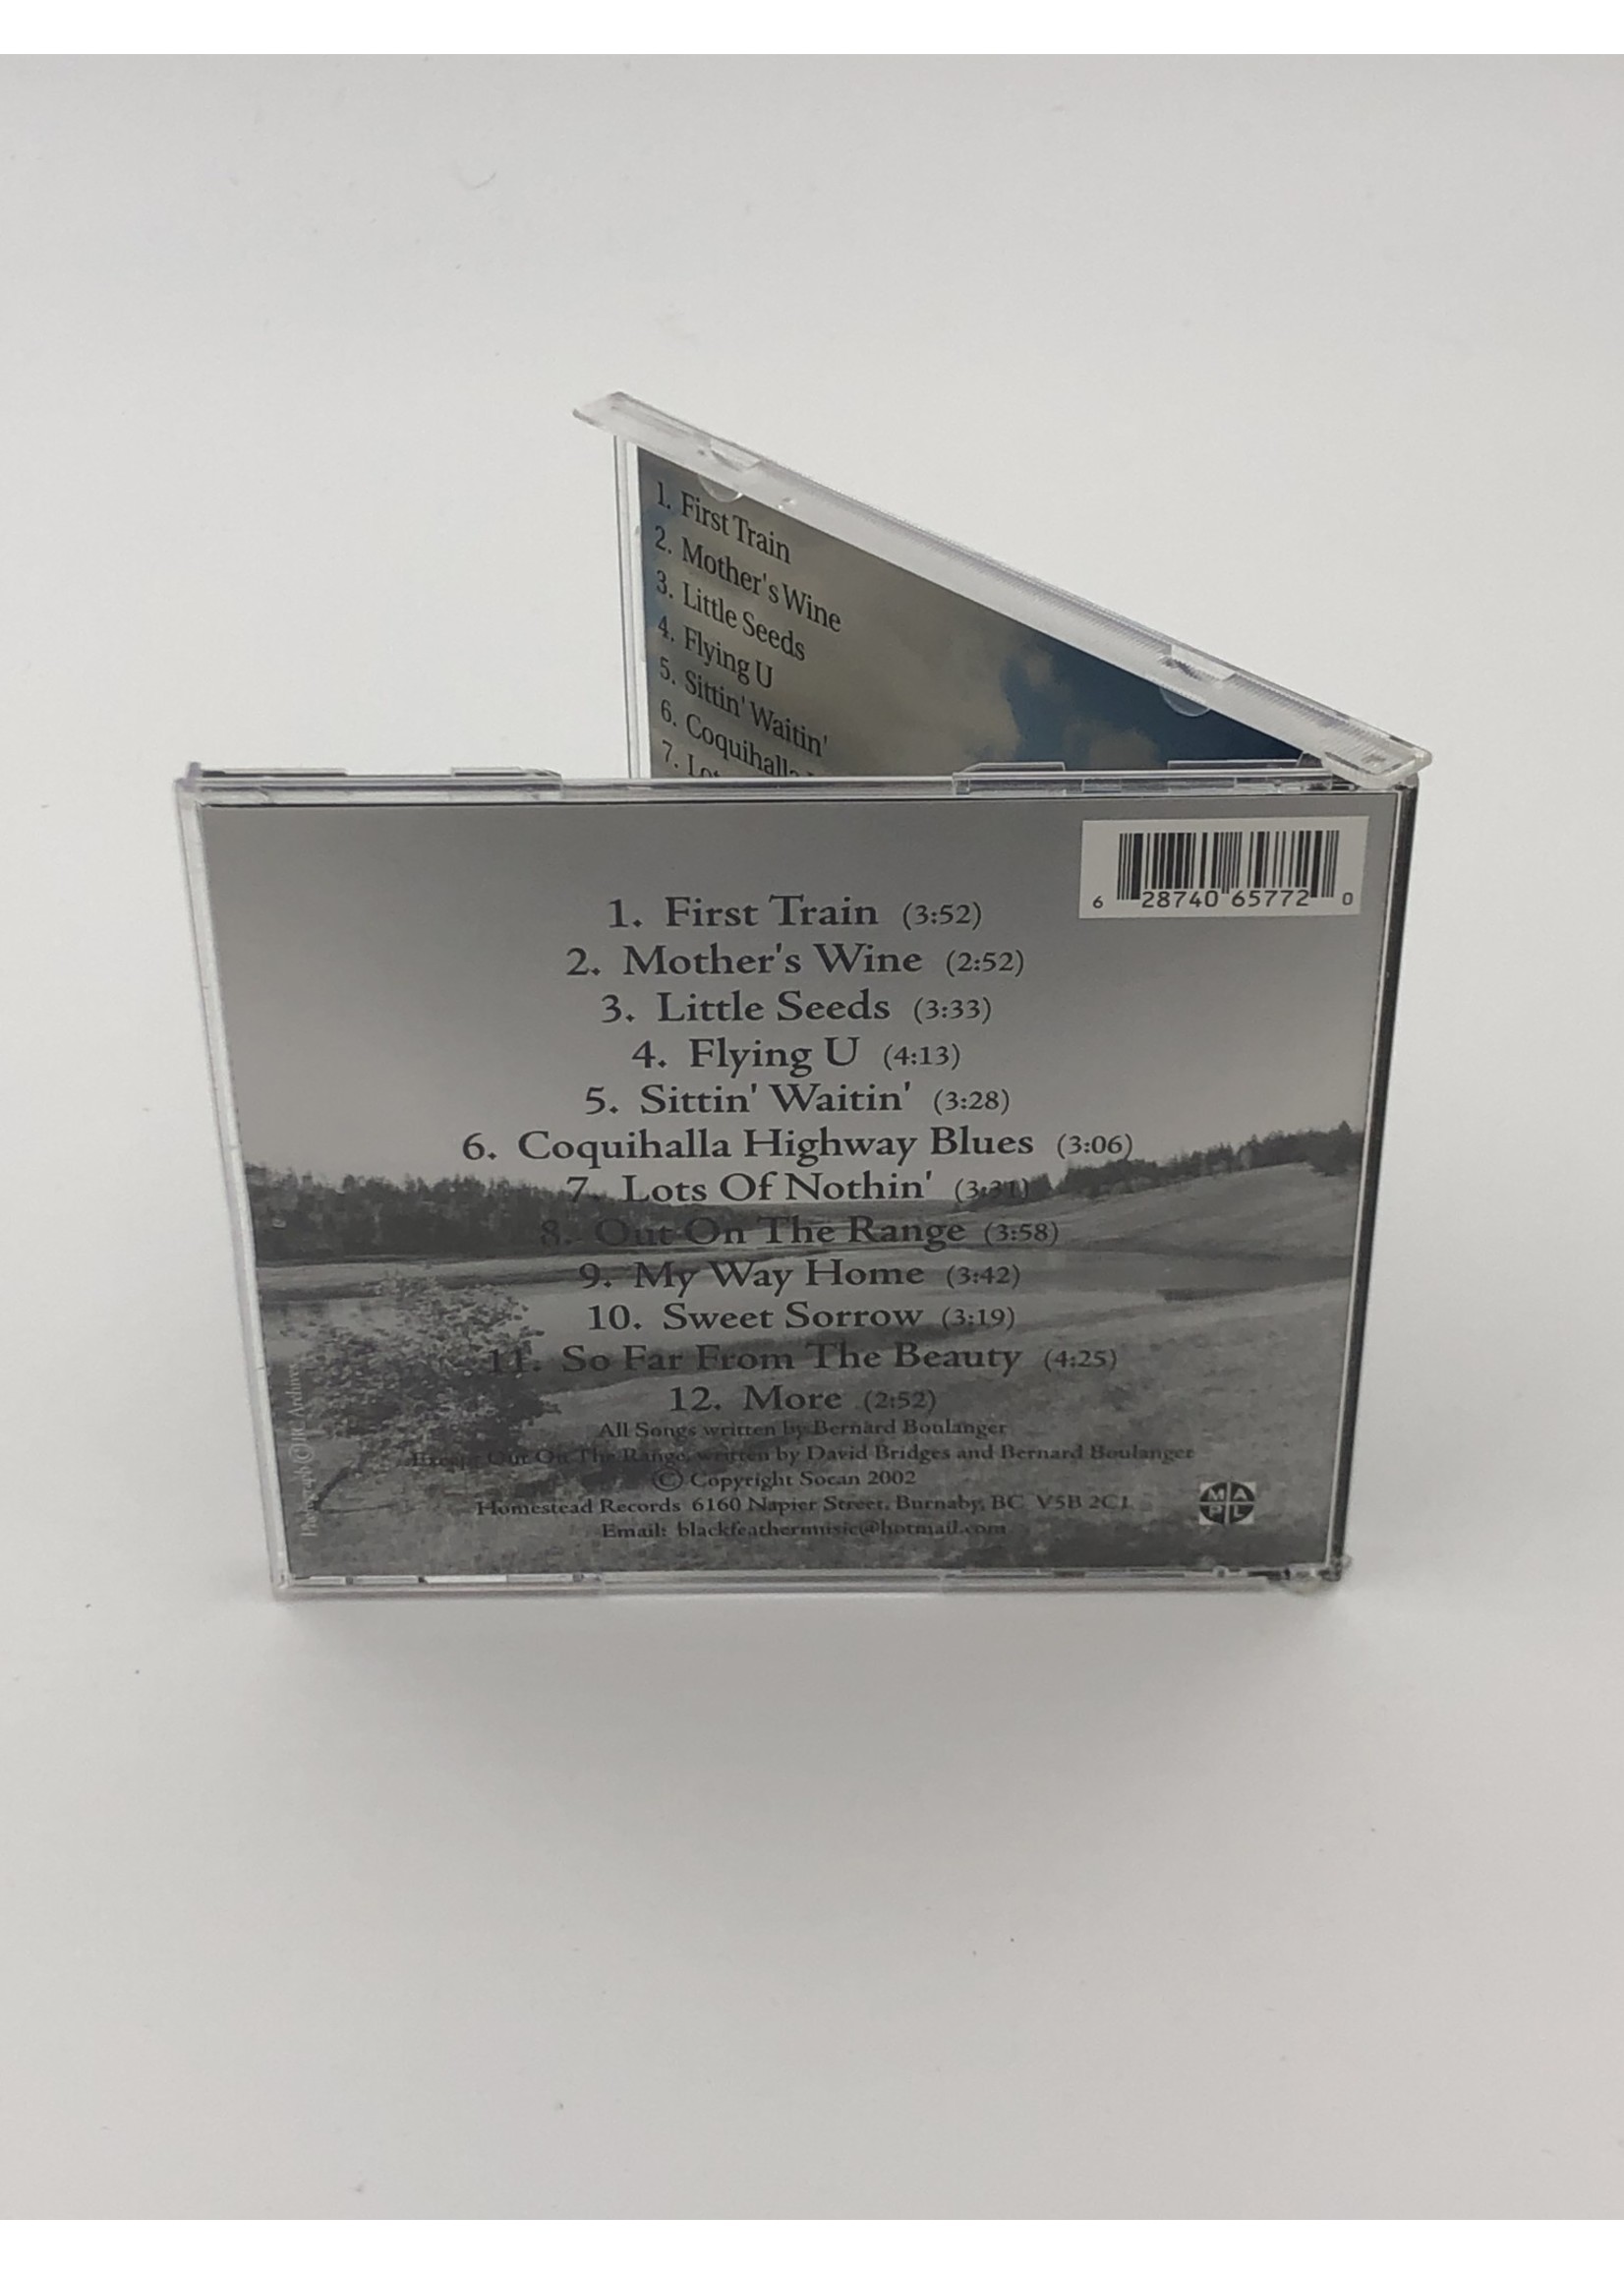 1. First Train
2. Mother's Wine
3. Little Seeds
4. Flying U
5. Sittin' Waitin'
6. Coquihalla
7.
6 28740 65772 0
1. First Train (3:52)
2. Mother's Wine (2:52)
3. Little Seeds (3:33)
4. Flying U (4:13)
5. Sittin' Waitin' (3:28)
6. Coquihalla Highway Blues (3:06)
7. Lots Of Nothin' (3:31)
8. Out On The Range (3:58)
9. My Way Home (3:42)
10. Sweet Sorrow (3:19)
11. So Far From The Beauty (4:25)
12. More (2:52)
All Songs written by Bernard Boulanger
Except Out On The Range, written by David Bridges and Bernard Boulanger
© Copyright Socan 2002
Homestead Records 6160 Napier Street, Burnaby, BC V5B 2C1
Email: blackfeathermusic@hotmail.com
MAPL
Archives